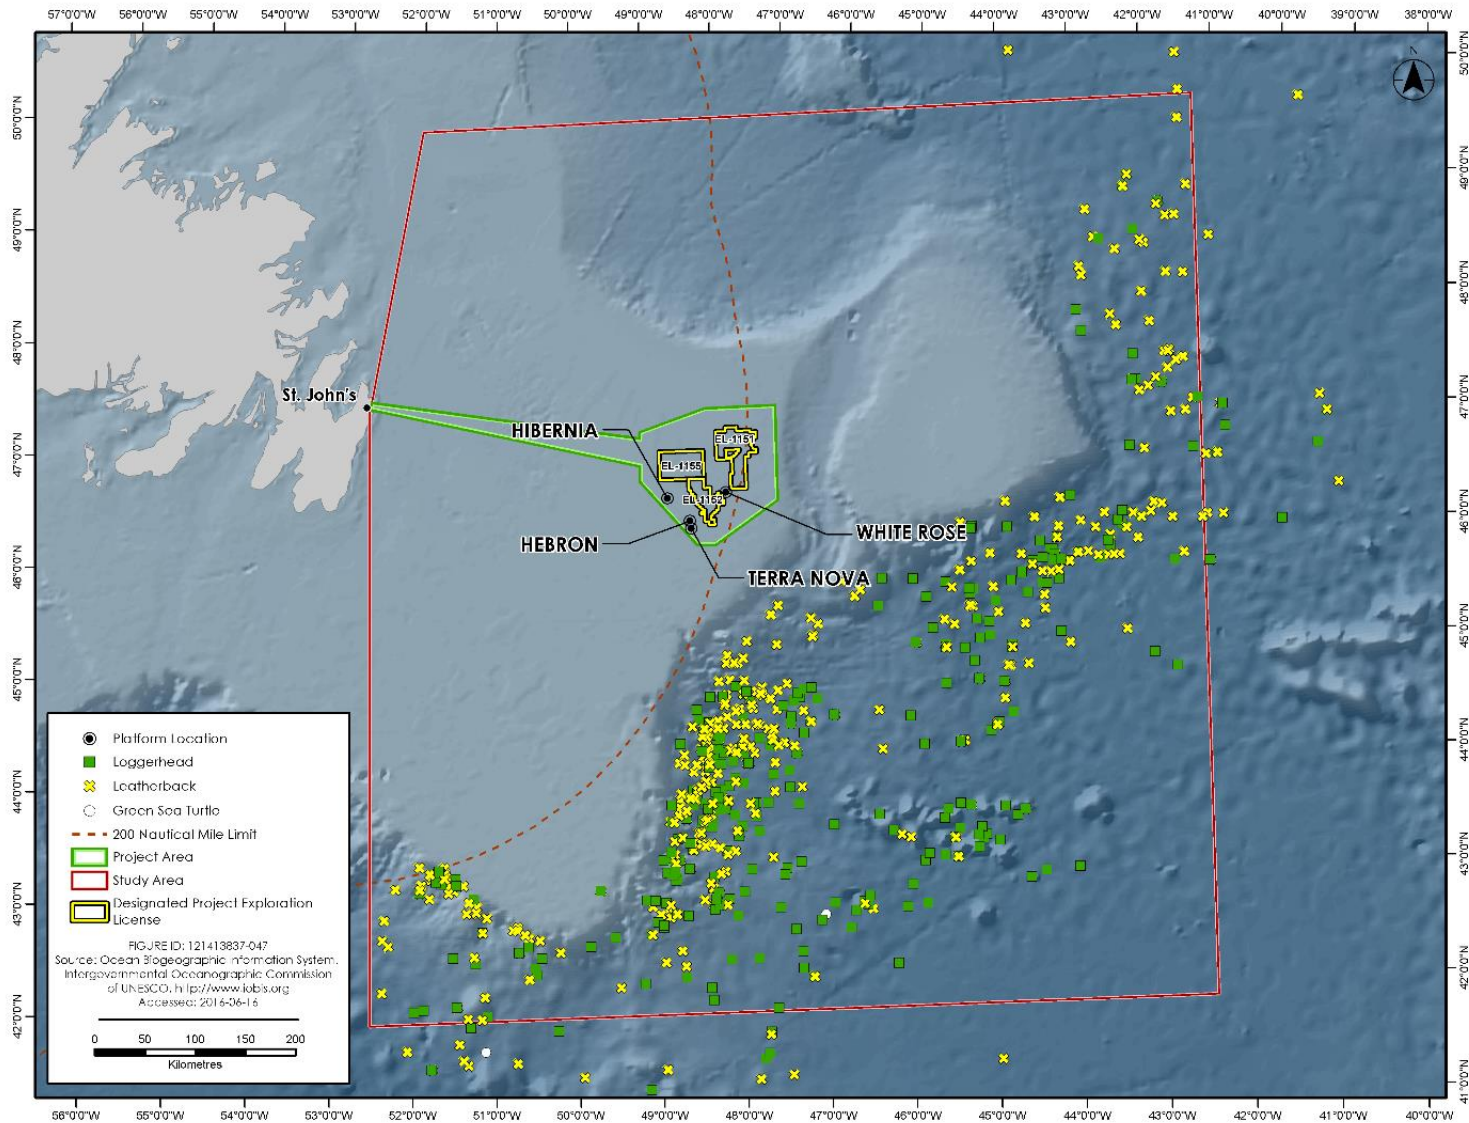 57°0'0"W 56°0'0"W 55°0'0"W 54°0'0"W 53°0'0"W 52°0'0"W 51°0'0"W 50°0'0"W 49°0'0"W 48°0'0"W 47°0'0"W 46°0'0"W 45°0'0"W 44°0'0"W 43°0'0"W 42°0'0"W 41°0'0"W 40°0'0"W 39°0'0"W 38°0'0"W
N
50°0'0"N
50°0'0"N
49°0'0"N
49°0'0"N
48°0'0"N
48°0'0"N
47°0'0"N
St. John's
HIBERNIA
EL-1151
47°0'0"N
EL-1155
EL-1152
46°0'0"N
WHITE ROSE
HEBRON
46°0'0"N
TERRA NOVA
45°0'0"N
45°0'0"N
44°0'0"N
44°0'0"N
43°0'0"N
43°0'0"N
42°0'0"N
42°0'0"N
41°0'0"N
Platform Location
Loggerhead
Leatherback
Green Sea Turtle
200 Nautical Mile Limit
Project Area
Study Area
Designated Project Exploration
License
FIGURE ID: 121413837-047
Source: Ocean Biogeographic Information System.
Intergovernmental Oceanographic Commission
of UNESCO. http://www.iobis.org
Accessed: 2016-06-16
0 50 100 150 200
Kilometres
58°0'0"W 56°0'0"W 55°0'0"W 54°0'0"W 53°0'0"W 52°0'0"W 51°0'0"W 50°0'0"W 49°0'0"W 48°0'0"W 47°0'0"W 46°0'0"W 45°0'0"W 44°0'0"W 43°0'0"W 42°0'0"W 41°0'0"W 40°0'0"W